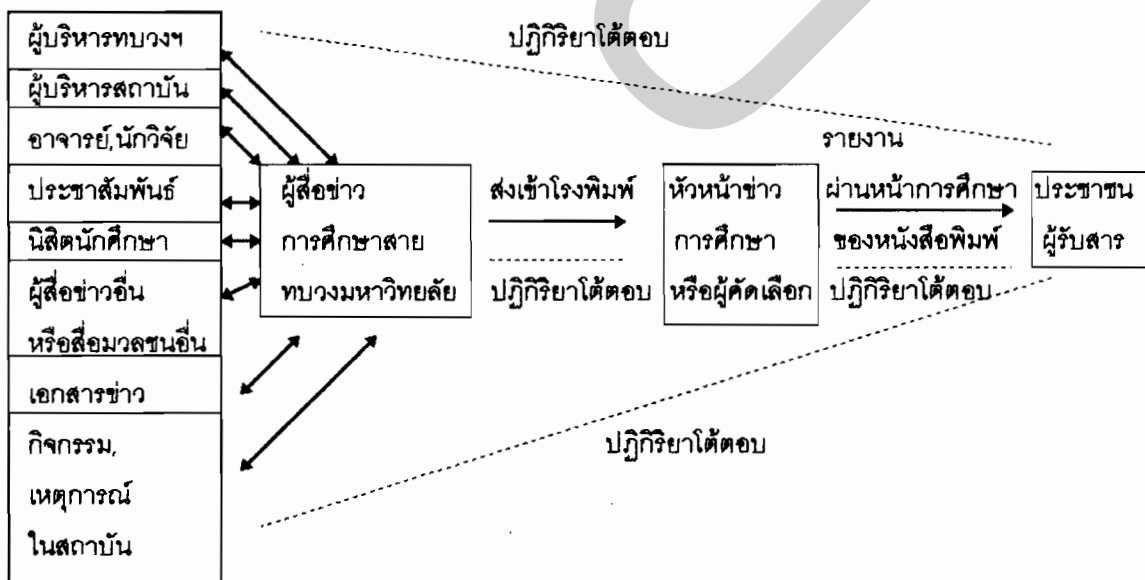 ผู้บริหารทบวงฯ
ผู้บริหารสถาบัน
อาจารย์,นักวิจัย
ประชาสัมพันธ์
นิสิตนักศึกษา
ผู้สื่อข่าวอื่น
หรือสื่อมวลชนอื่น
เอกสารข่าว
กิจกรรม,
เหตุการณ์
ในสถาบัน
ผู้สื่อข่าว
การศึกษาสาย
ทบวงมหาวิทยลัย
ส่งเข้าโรงพิมพ์
ปฏิกิริยาโต้ตอบ
หัวหน้าข่าว
การศึกษา
หรือผู้คัดเลือก
รายงาน
ผ่านหน้าการศึกษา
ของหนังสือพิมพ์
ปฏิกิริยาโต้ตอบ
ประชาชน
ผู้รับสาร
ปฏิกิริยาโต้ตอบ
ปฏิกิริยาโต้ตอบ